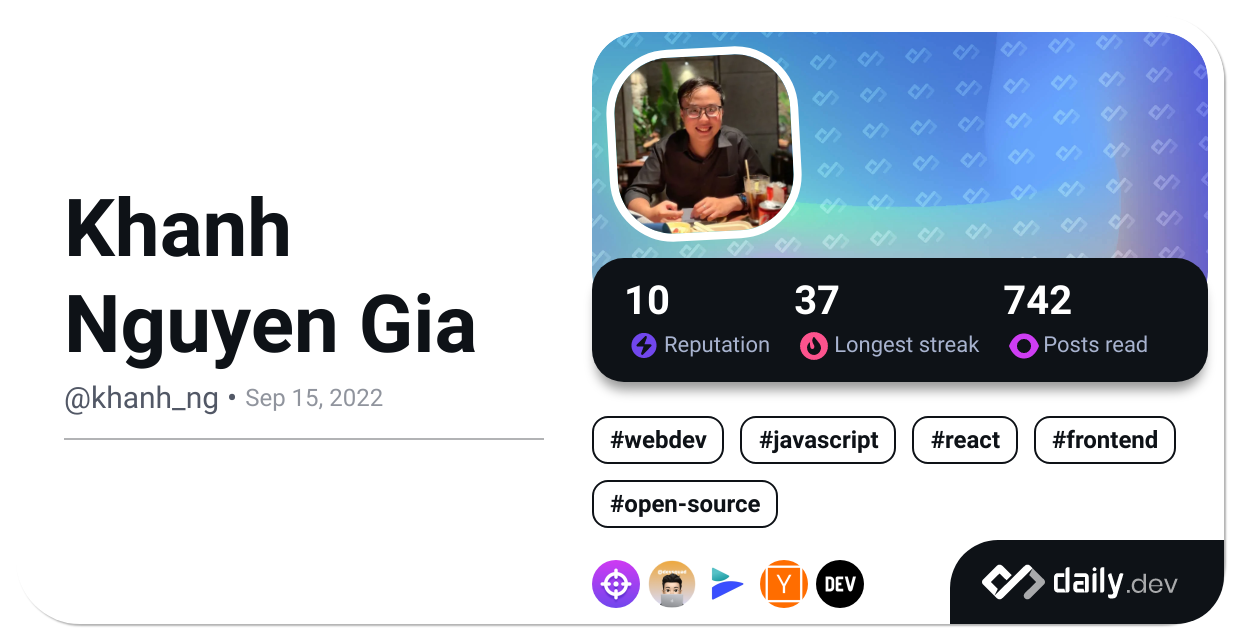 Khanh
Nguyen Gia
@khanh_ng • Sep 15, 2022
10 37 742
Reputation Longest streak Posts read
#webdev #javascript #react #frontend
#open-source
Y DEV
daily.dev